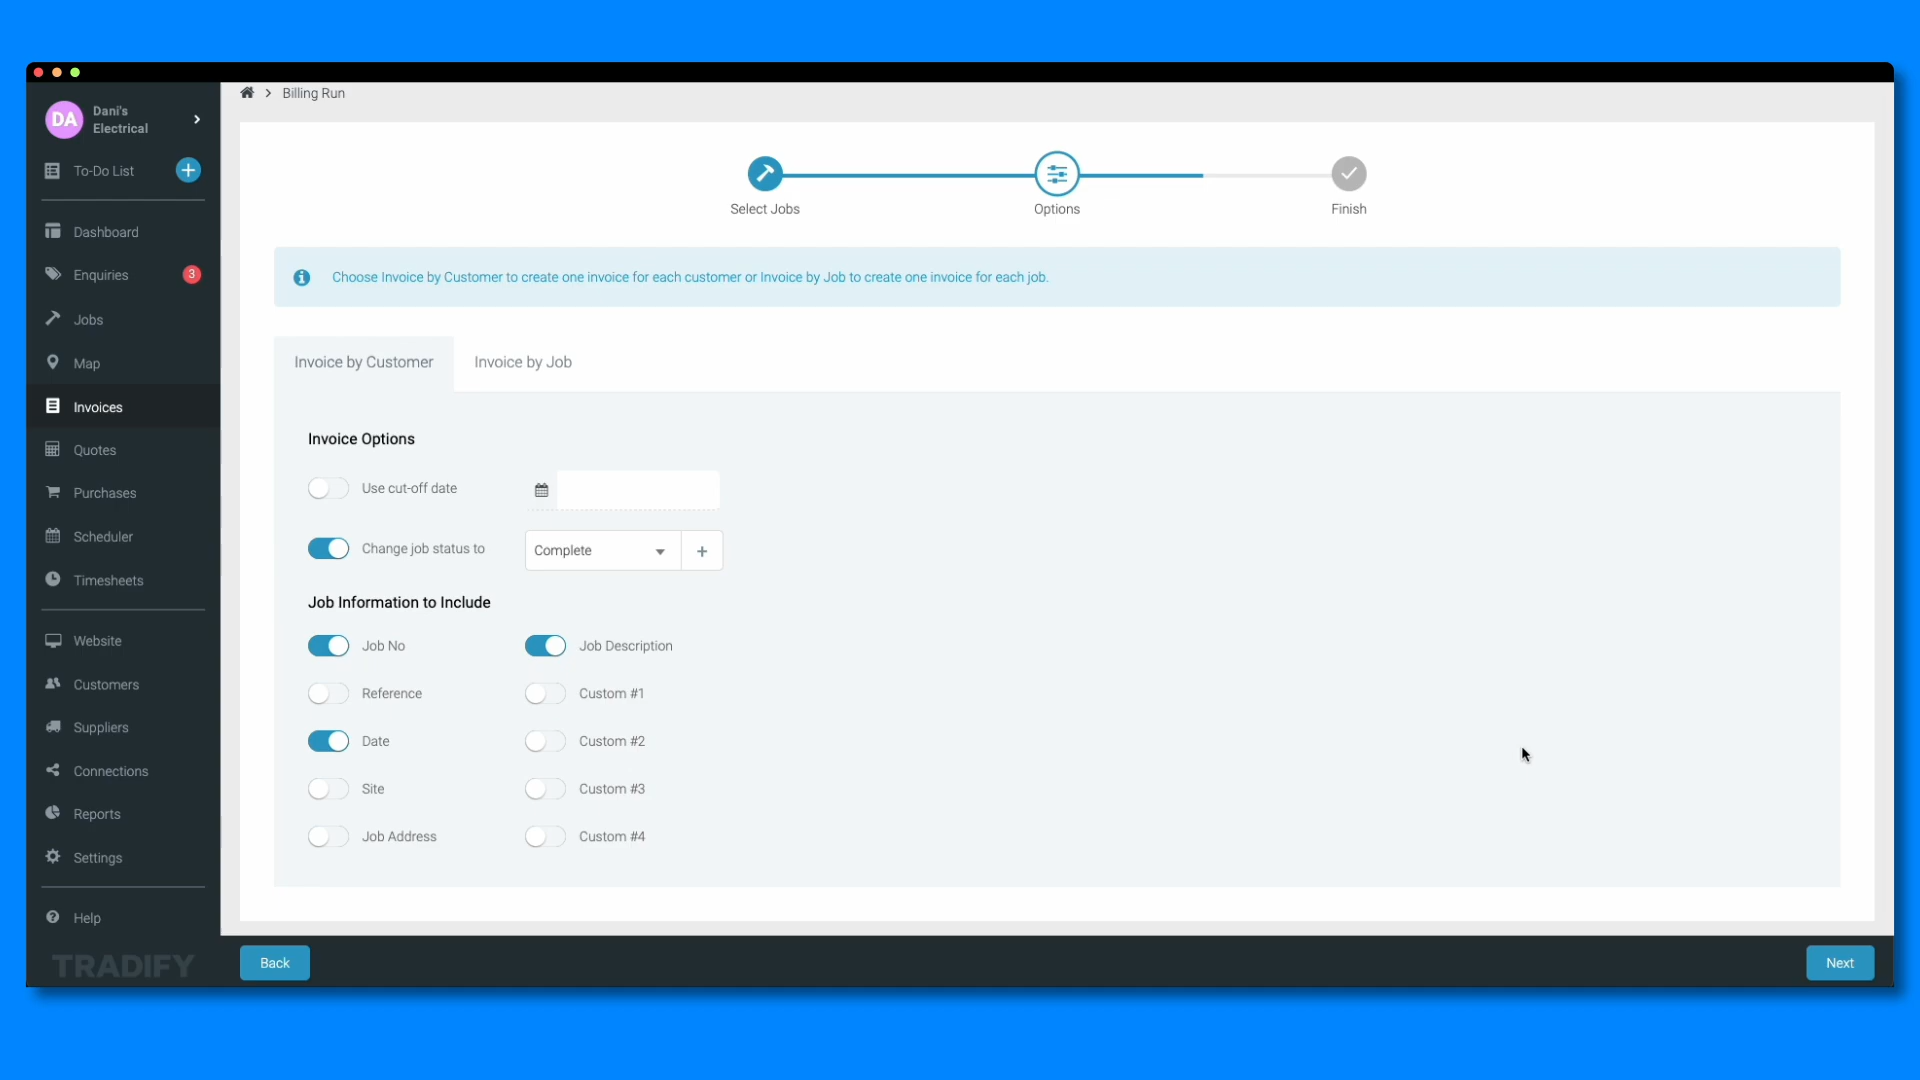 DA
Dani's
Electrical
To-Do List
Dashboard
Enquiries 3
Jobs
Map
Invoices
Quotes
Purchases
Scheduler
Timesheets
Website
Customers
Suppliers
Connections
Reports
Settings
Help
TRADIFY
Billing Run
Select Jobs
Options
Finish
Choose Invoice by Customer to create one invoice for each customer or Invoice by Job to create one invoice for each job.
Invoice by Customer
Invoice by Job
Invoice Options
Use cut-off date
Change job status to
Complete
Job Information to Include
Job No
Job Description
Reference
Custom #1
Date
Custom #2
Site
Custom #3
Job Address
Custom #4
Back
Next